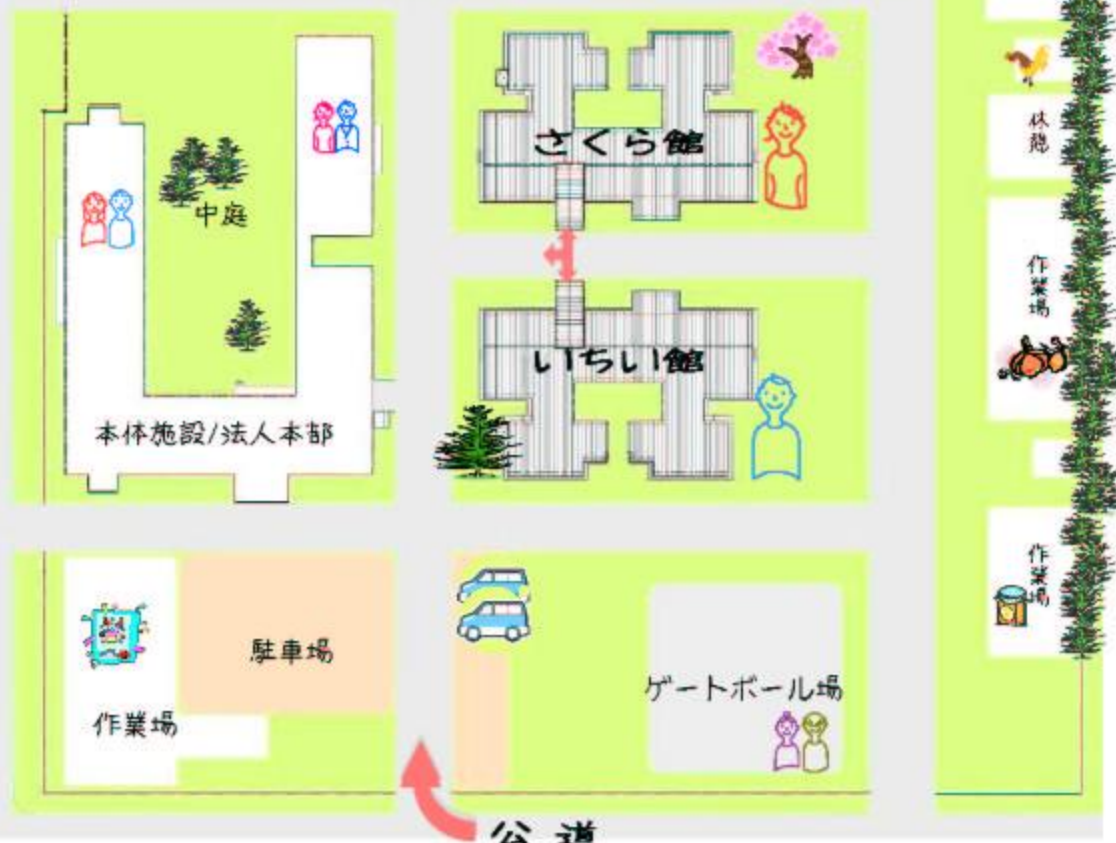 さくら館
休憩
中庭
作業場
いちい館
本体施設/法人本部
作業場
駐車場
ゲートボール場
作業場
公道